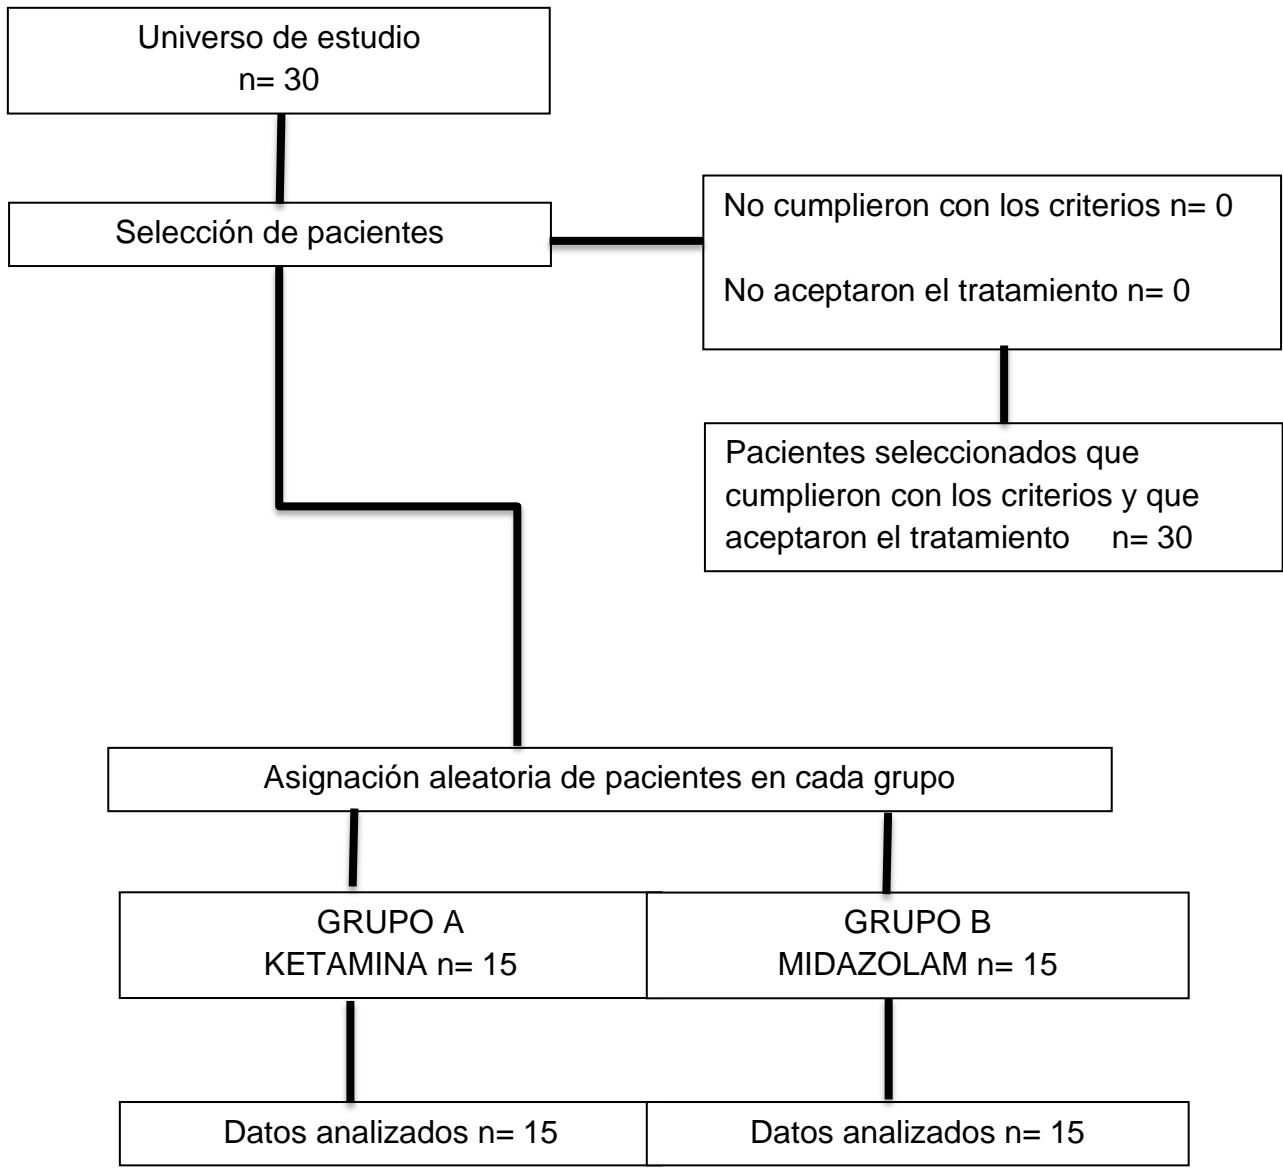 Universo de estudio
n= 30
Selección de pacientes
No cumplieron con los criterios n= 0
No aceptaron el tratamiento n= 0
Pacientes seleccionados que
cumplieron con los criterios y que
aceptaron el tratamiento n= 30
Asignación aleatoria de pacientes en cada grupo
GRUPO A
KETAMINA n= 15
GRUPO B
MIDAZOLAM n= 15
Datos analizados n= 15
Datos analizados n= 15